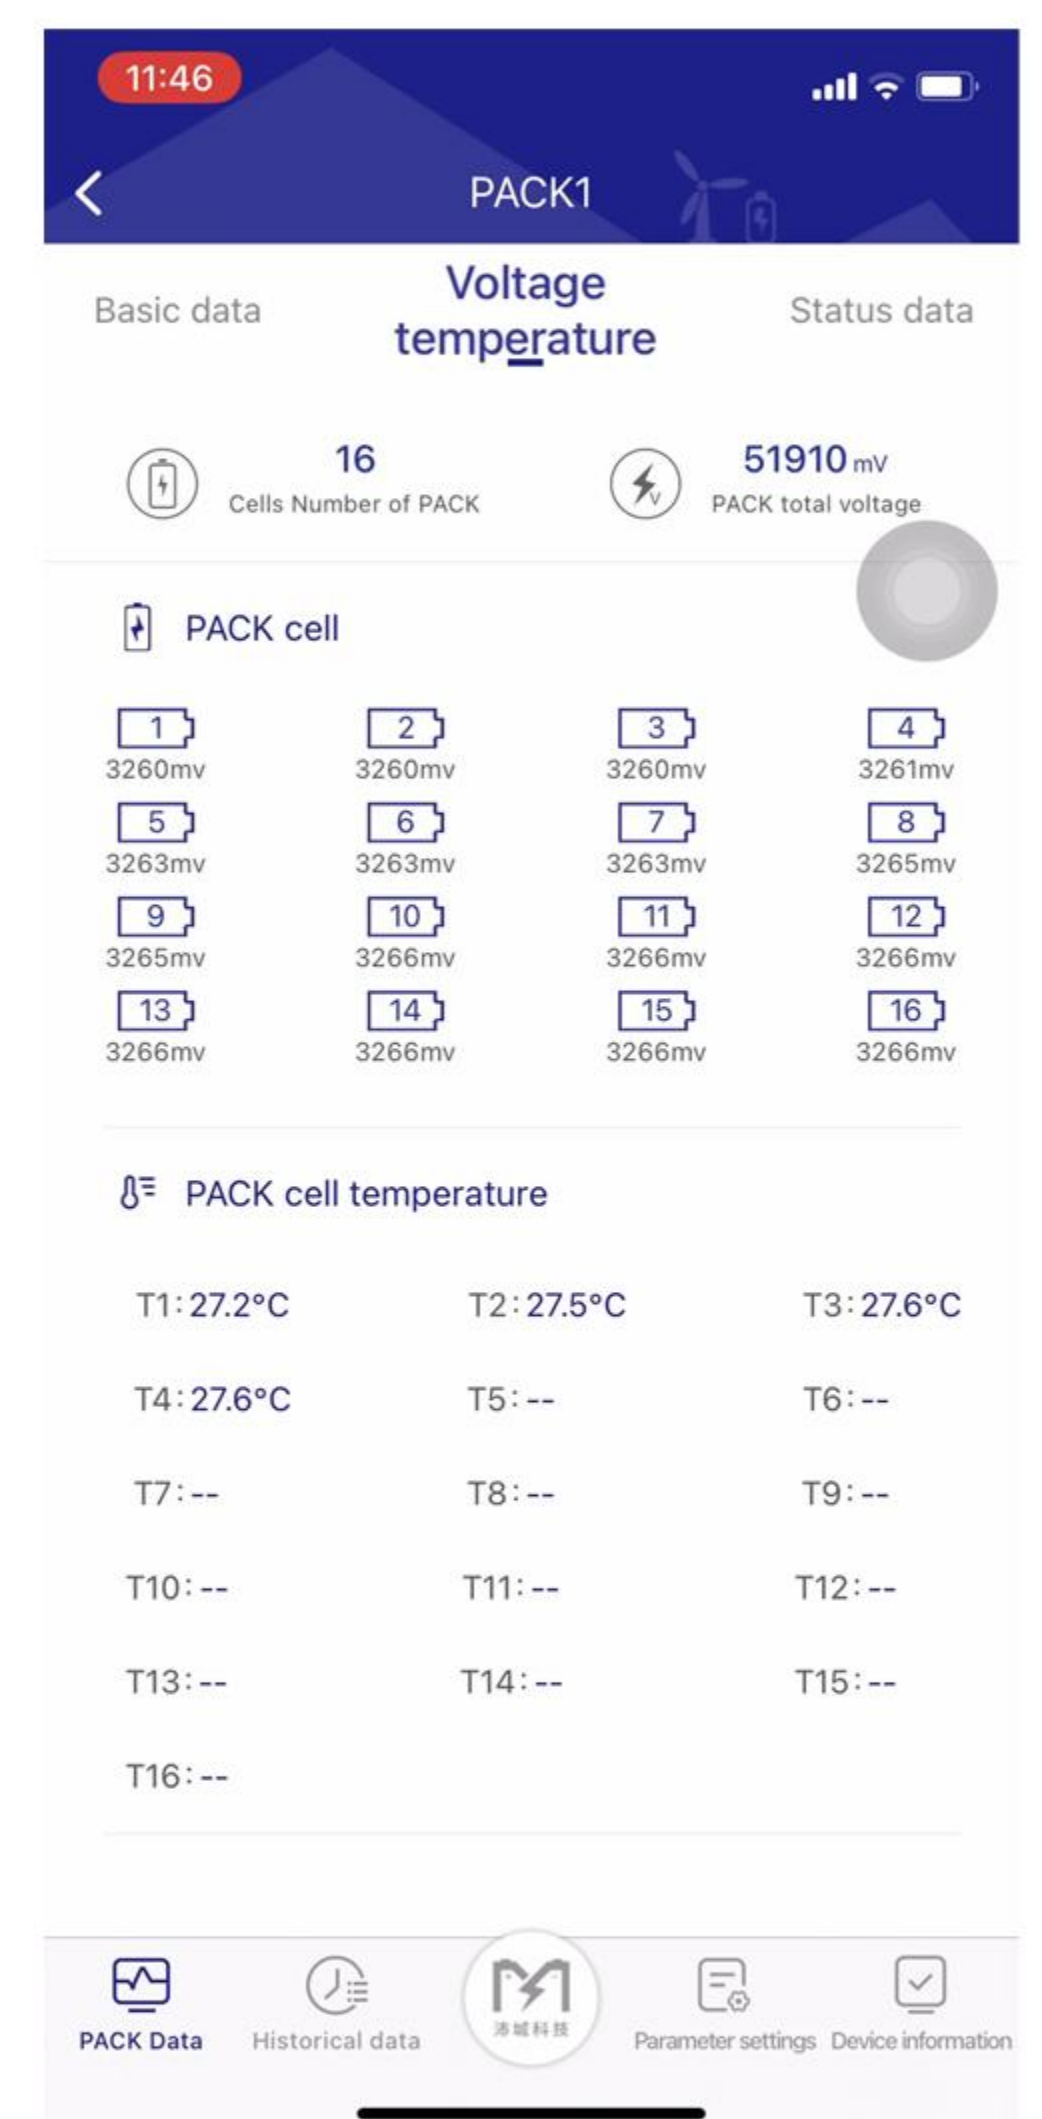 11:46
PACK1
Basic data
Voltage
temperature
Status data
16
Cells Number of PACK
51910 mV
PACK total voltage
V
PACK cell
1 2 3 4
3260mv 3260mv 3260mv 3261mv
5 6 7 8
3263mv 3263mv 3263mv 3265mv
9 10 11 12
3265mv 3266mv 3266mv 3266mv
13 14 15 16
3266mv 3266mv 3266mv 3266mv
PACK cell temperature
T1:27.2°C T2:27.5°C T3:27.6°C
T4:27.6°C T5:-- T6:--
T7:-- T8:-- T9:--
T10:-- T11:-- T12:--
T13:-- T14:-- T15:--
T16:--
沛城科技
PACK Data Historical data Parameter settings Device information